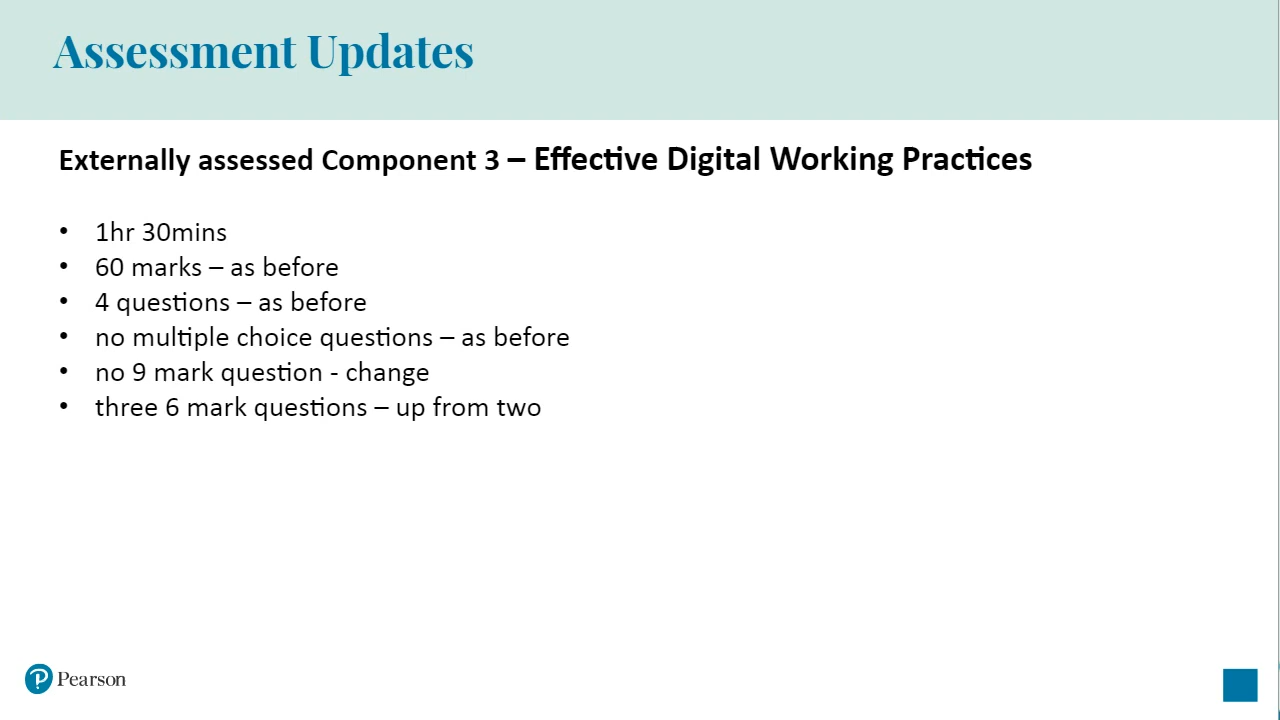 Assessment Updates
Externally assessed Component 3 – Effective Digital Working Practices
• 1hr 30mins
• 60 marks – as before
• 4 questions – as before
• no multiple choice questions – as before
• no 9 mark question - change
• three 6 mark questions – up from two
Pearson